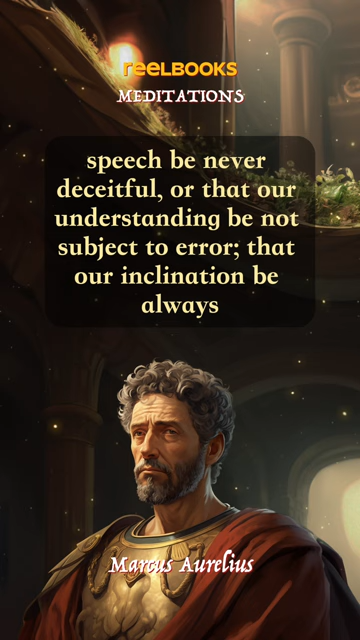 reelbooks
MEDITATIONS
speech be never
deceitful, or that our
understanding be not
subject to error; that
our inclination be
always
Marcus Aurelius